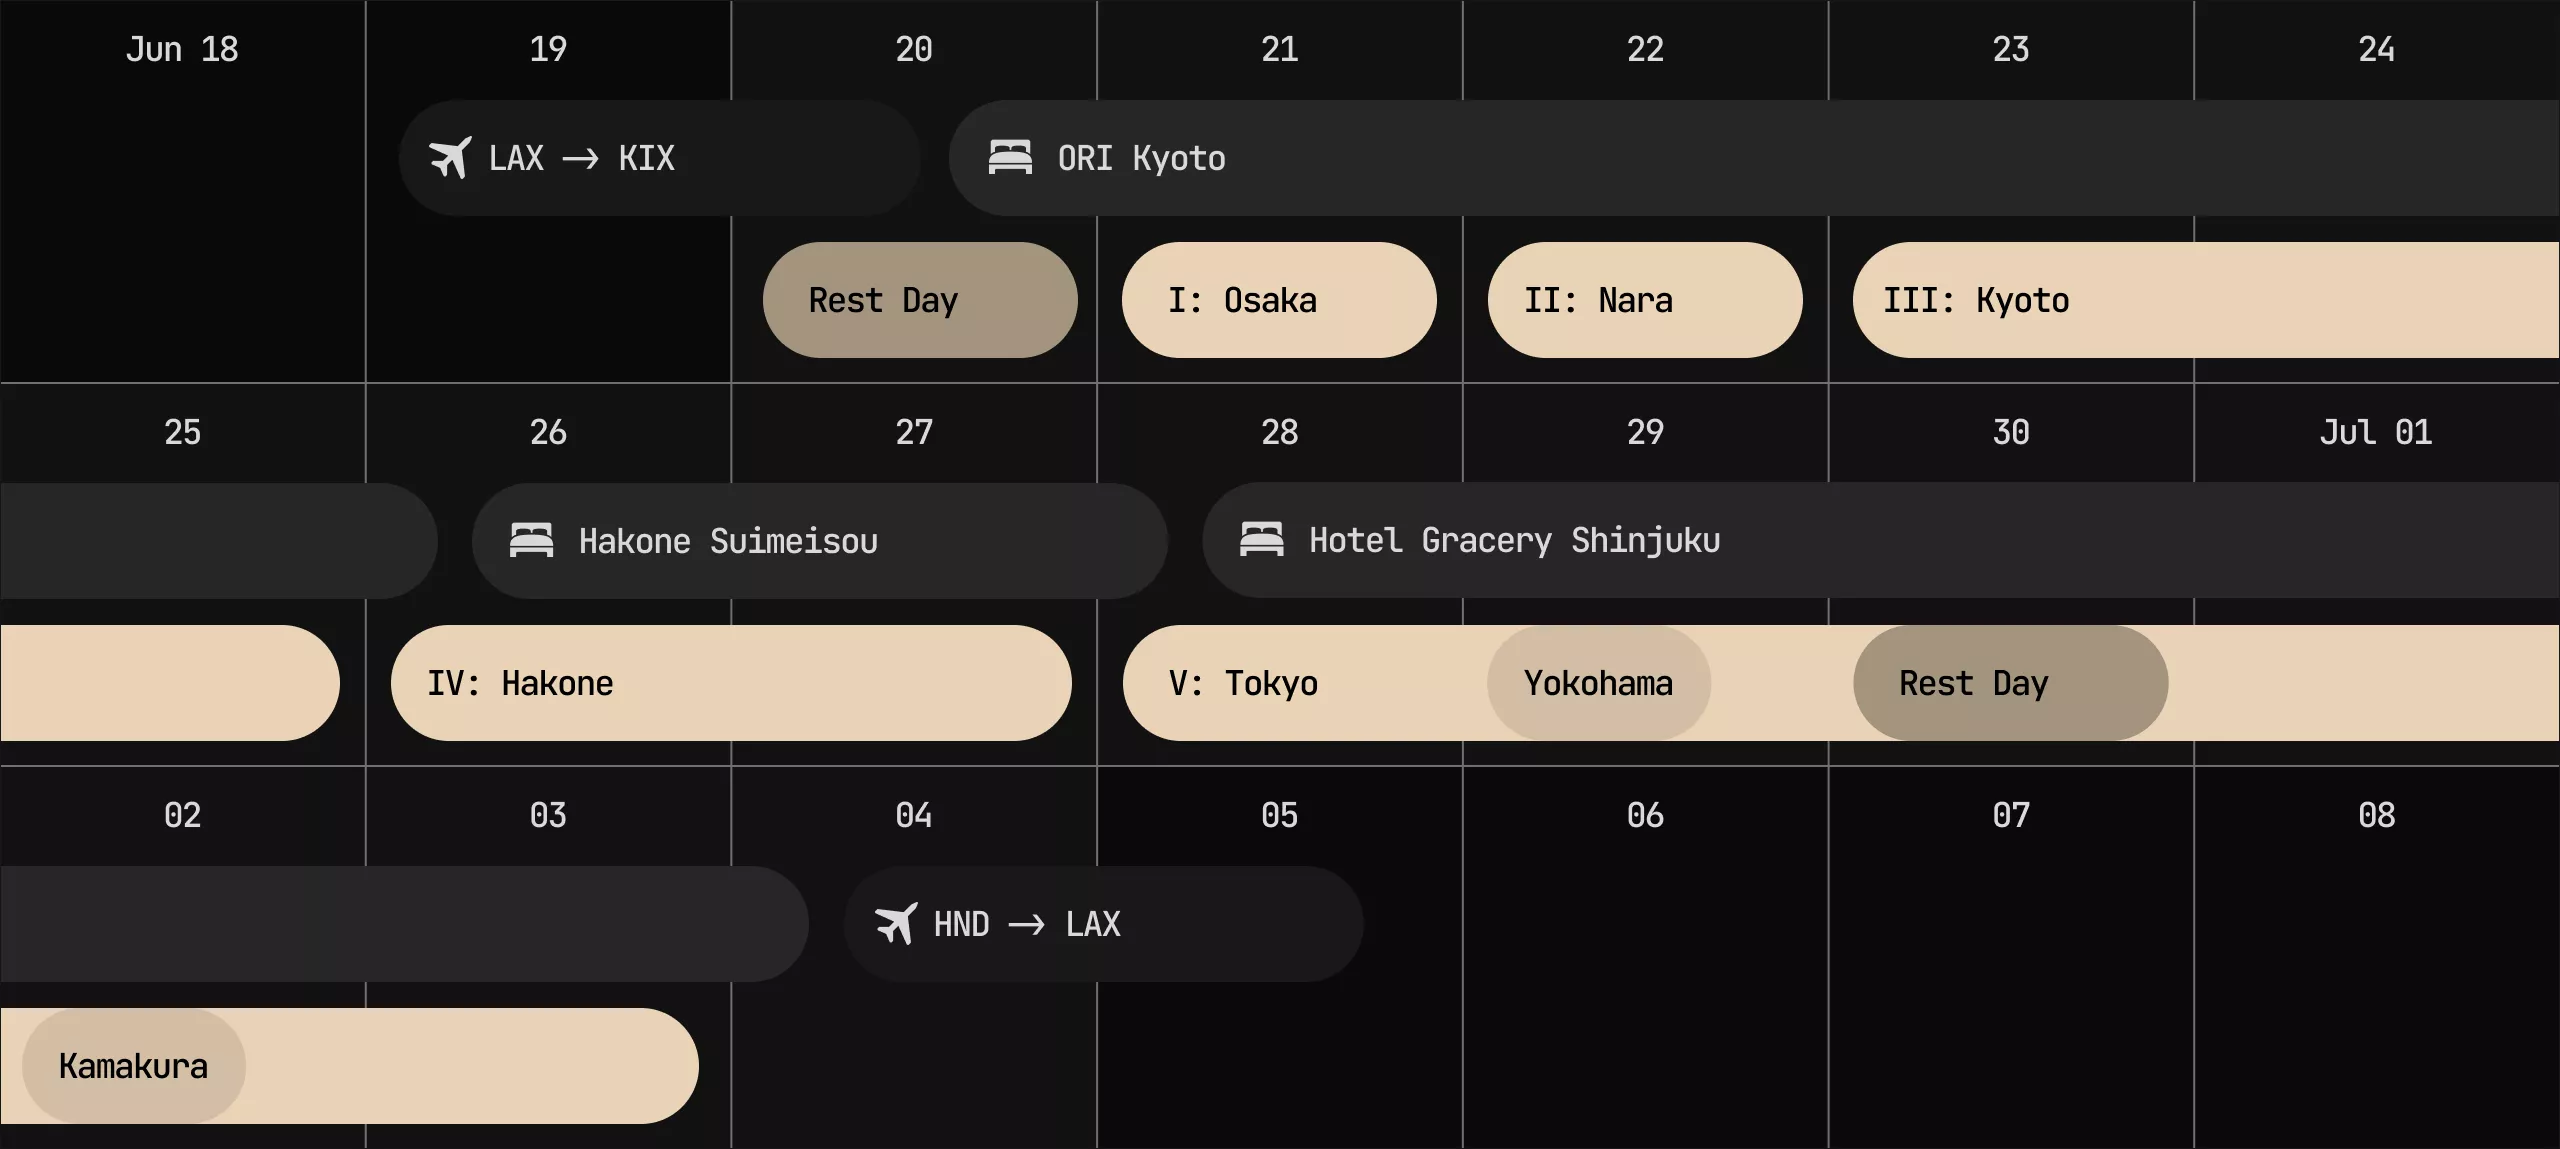 Jun 18
19
20
21
22
23
24
LAX → KIX
ORI Kyoto
Rest Day
I: Osaka
II: Nara
III: Kyoto
25
26
27
28
29
30
Jul 01
Hakone Suimeisou
Hotel Gracery Shinjuku
IV: Hakone
V: Tokyo
Yokohama
Rest Day
02
03
04
05
06
07
08
HND → LAX
Kamakura